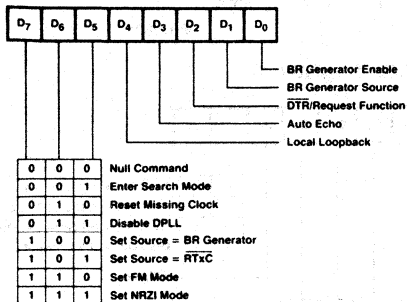 D7 D6 D5 D4 D3 D2 D1 D0
BR Generator Enable
BR Generator Source
D̅T̅R̅/Request Function
Auto Echo
Local Loopback
0 0 0 Null Command
0 0 1 Enter Search Mode
0 1 0 Reset Missing Clock
0 1 1 Disable DPLL
1 0 0 Set Source = BR Generator
1 0 1 Set Source = R̅T̅x̅C̅
1 1 0 Set FM Mode
1 1 1 Set NRZI Mode